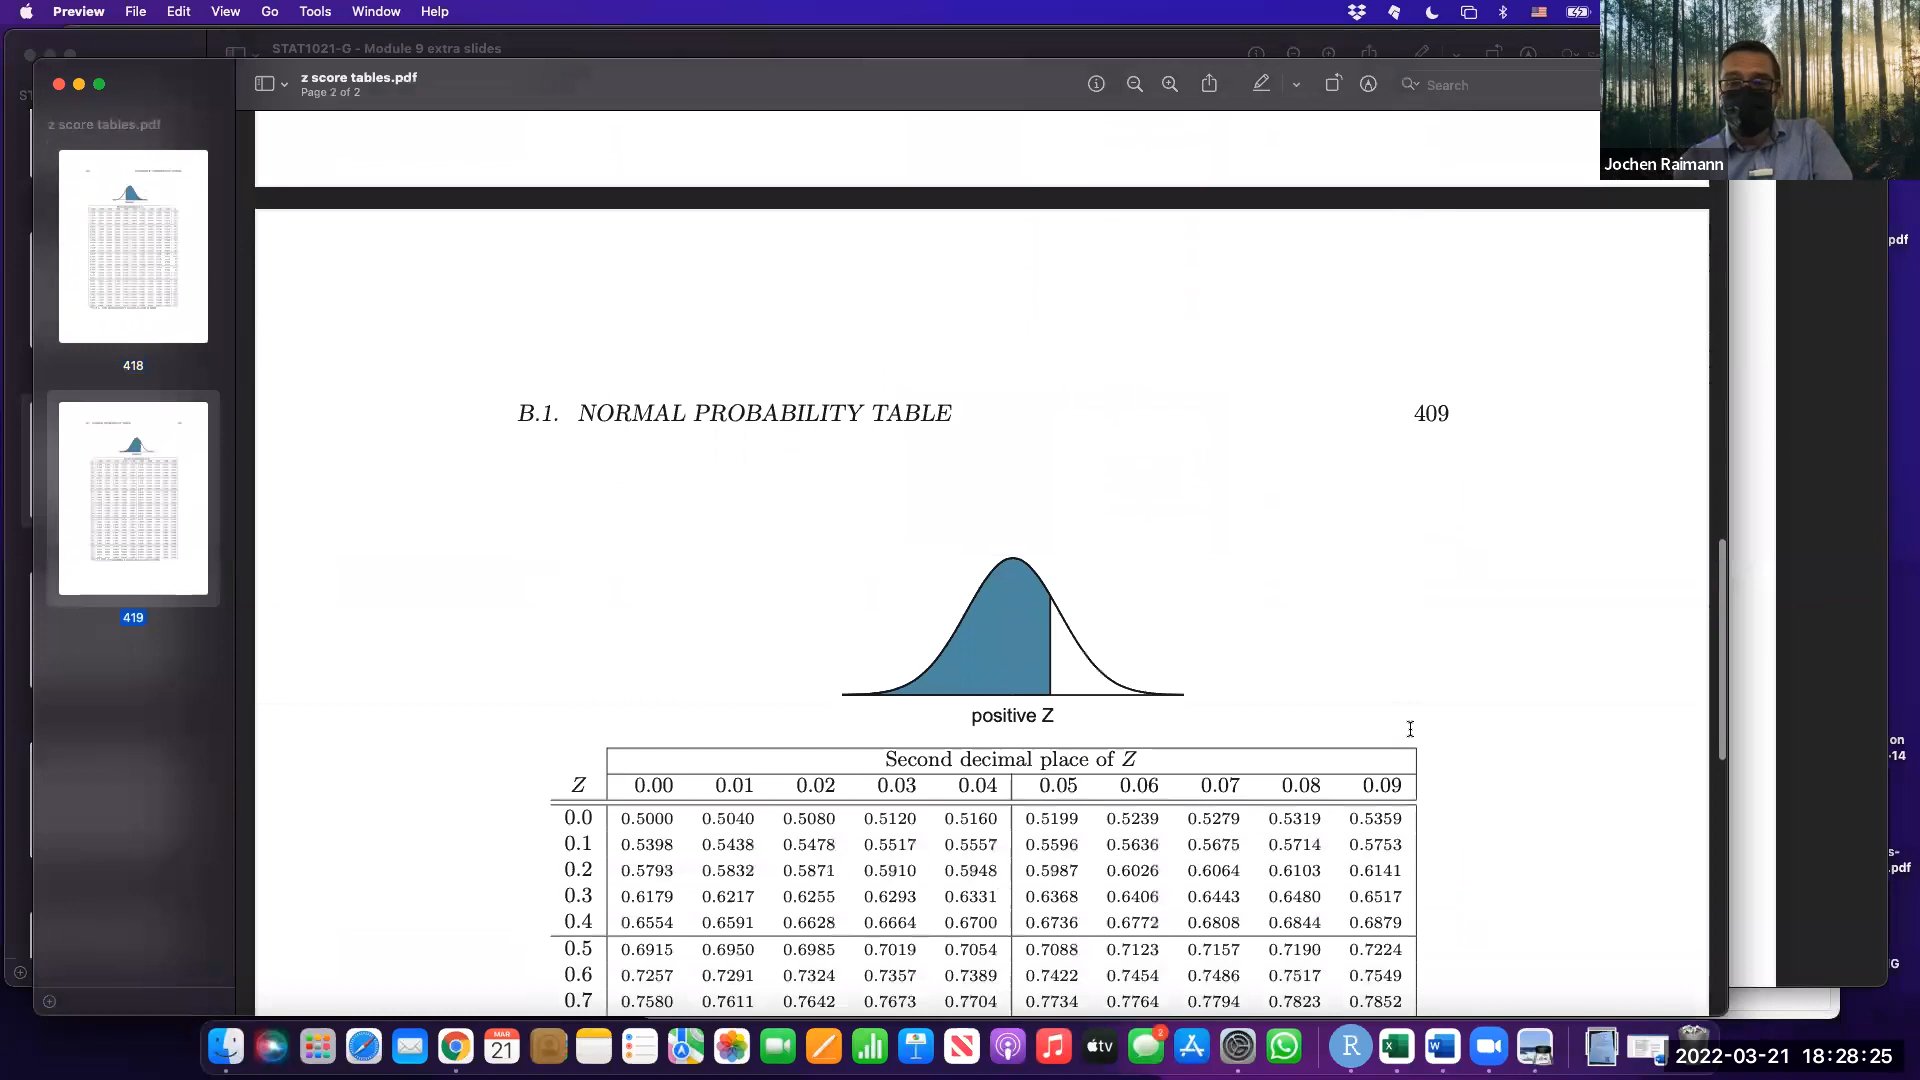 Preview File Edit View Go Tools Window Help
STAT1021-G - Module 9 extra slides
z score tables.pdf
Page 2 of 2
Search
Jochen Raimann
ST
z score tables.pdf
418
419
pdf
on
-14
s-
.pdf
G
B.1. NORMAL PROBABILITY TABLE 409
positive Z
Second decimal place of Z
Z 0.00 0.01 0.02 0.03 0.04 0.05 0.06 0.07 0.08 0.09
0.0 0.5000 0.5040 0.5080 0.5120 0.5160 0.5199 0.5239 0.5279 0.5319 0.5359
0.1 0.5398 0.5438 0.5478 0.5517 0.5557 0.5596 0.5636 0.5675 0.5714 0.5753
0.2 0.5793 0.5832 0.5871 0.5910 0.5948 0.5987 0.6026 0.6064 0.6103 0.6141
0.3 0.6179 0.6217 0.6255 0.6293 0.6331 0.6368 0.6406 0.6443 0.6480 0.6517
0.4 0.6554 0.6591 0.6628 0.6664 0.6700 0.6736 0.6772 0.6808 0.6844 0.6879
0.5 0.6915 0.6950 0.6985 0.7019 0.7054 0.7088 0.7123 0.7157 0.7190 0.7224
0.6 0.7257 0.7291 0.7324 0.7357 0.7389 0.7422 0.7454 0.7486 0.7517 0.7549
0.7 0.7580 0.7611 0.7642 0.7673 0.7704 0.7734 0.7764 0.7794 0.7823 0.7852
MAR
21
tv
2
R
X
W
2022-03-21 18:28:25